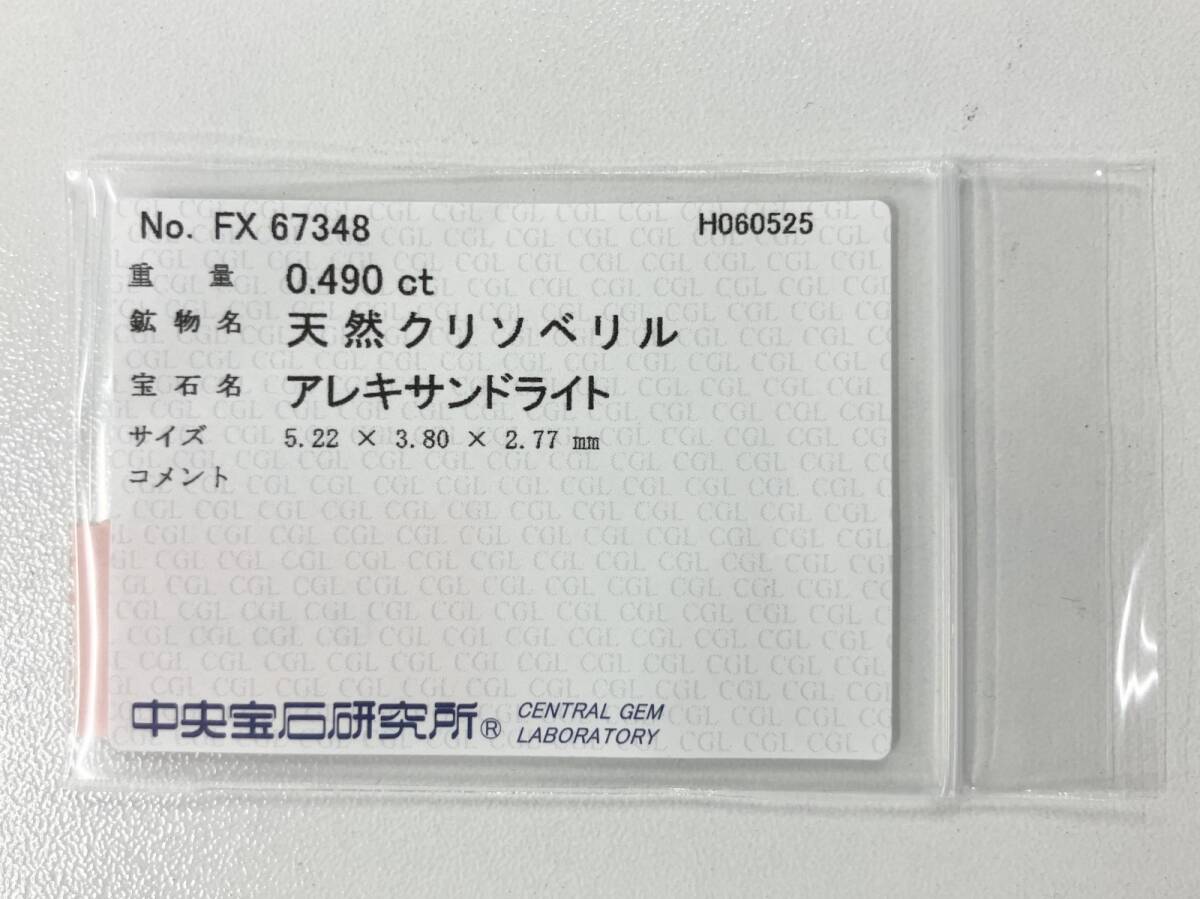 No. FX 67348 H060525
重量 0.490 ct
鉱物名 天然クリソベリル
宝石名 アレキサンドライト
サイズ 5.22 × 3.80 × 2.77 mm
コメント
中央宝石研究所® CENTRAL GEM
LABORATORY